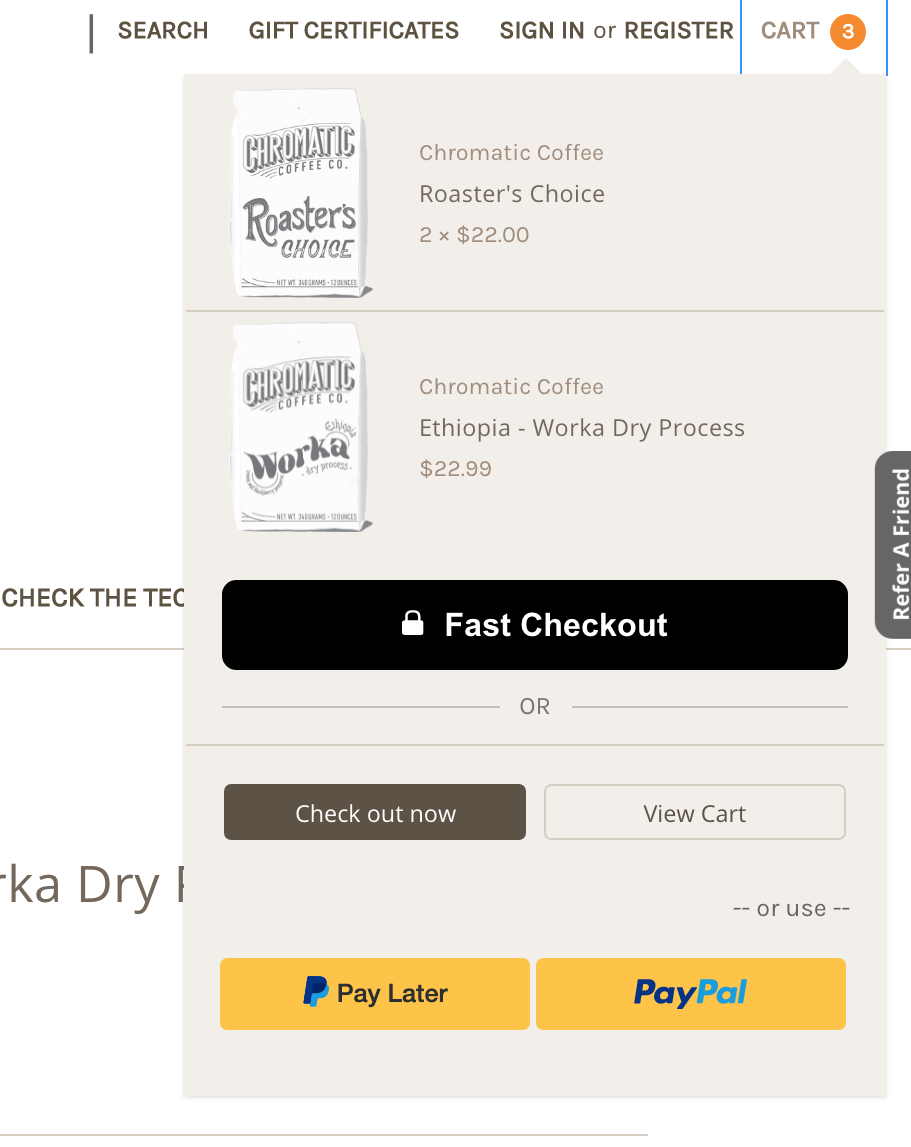 SEARCH
GIFT CERTIFICATES
SIGN IN or REGISTER
CART 3
CHROMATIC
COFFEE CO.
Roaster's
CHOICE
NET WT. 340 GRAMS • 12 OUNCES
Chromatic Coffee
Roaster's Choice
2 × $22.00
CHROMATIC
COFFEE CO.
Ethiopia
Worka
dry process
NET WT. 340 GRAMS • 12 OUNCES
Chromatic Coffee
Ethiopia - Worka Dry Process
$22.99
Refer A Friend
CHECK THE TEC
Fast Checkout
OR
Check out now
View Cart
rka Dry
-- or use --
Pay Later
PayPal